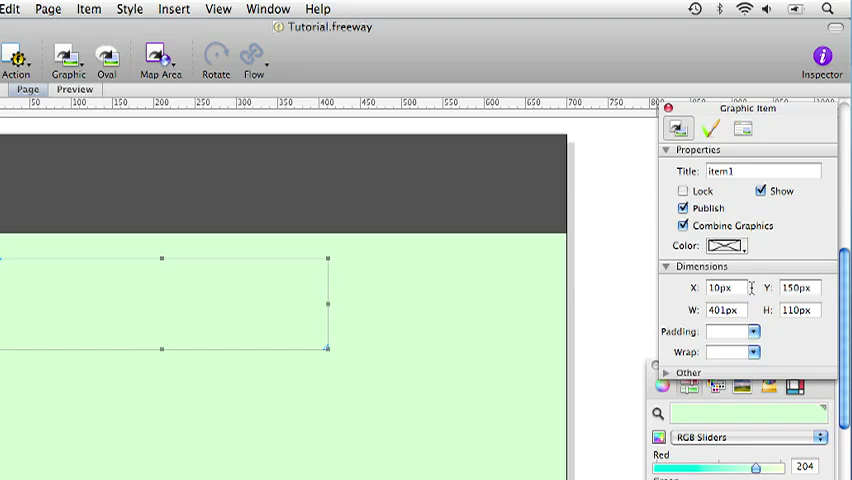 Edit Page Item Style Insert View Window Help
Tutorial.freeway
Action Graphic Oval Map Area Rotate Flow Inspector
Page Preview
50 100 150 200 250 300 350 400 450 500 550 600 650 700 750
Graphic Item
Properties
Title: item1
Lock Show
Publish
Combine Graphics
Color:
Dimensions
X: 10px Y: 150px
W: 401px H: 110px
Padding:
Wrap:
Other
RGB Sliders
Red
204